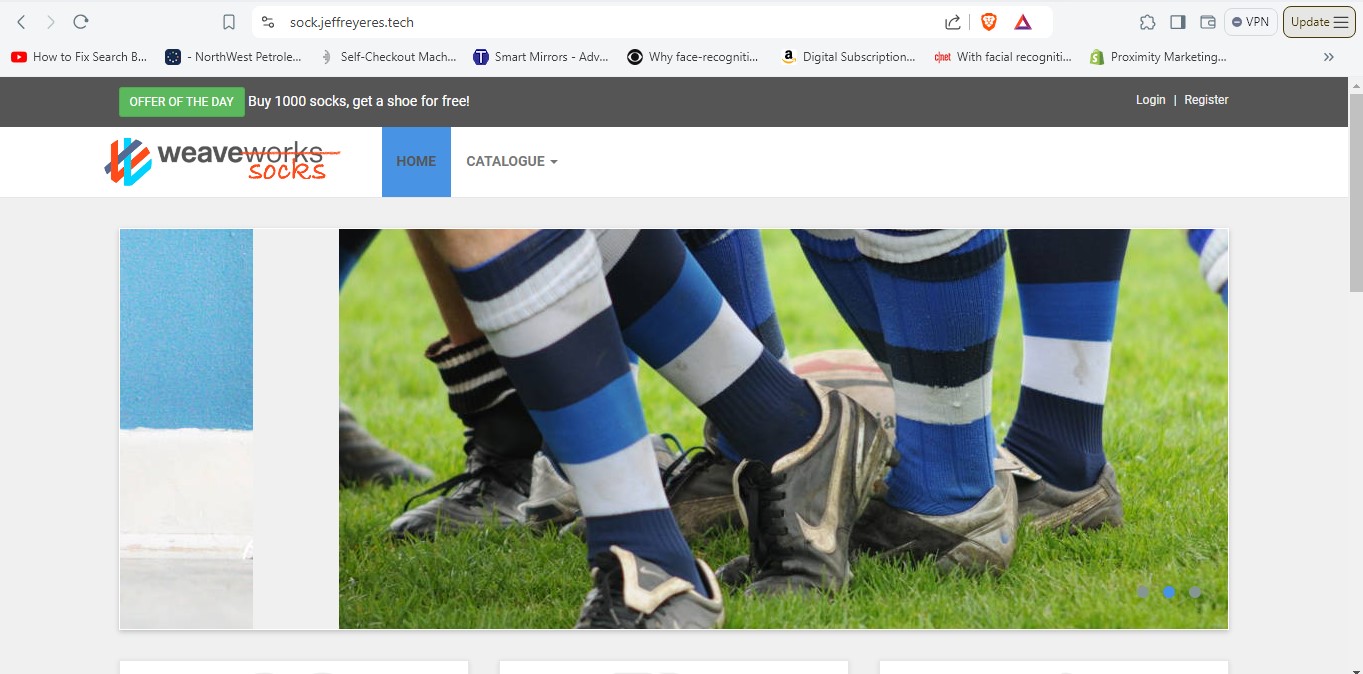 sock.jeffreyeres.tech
VPN
Update
How to Fix Search B...
- NorthWest Petrole...
Self-Checkout Mach...
Smart Mirrors - Adv...
Why face-recogniti...
Digital Subscription...
With facial recogniti...
Proximity Marketing...
OFFER OF THE DAY Buy 1000 socks, get a shoe for free!
Login | Register
weaveworks
socks
HOME
CATALOGUE